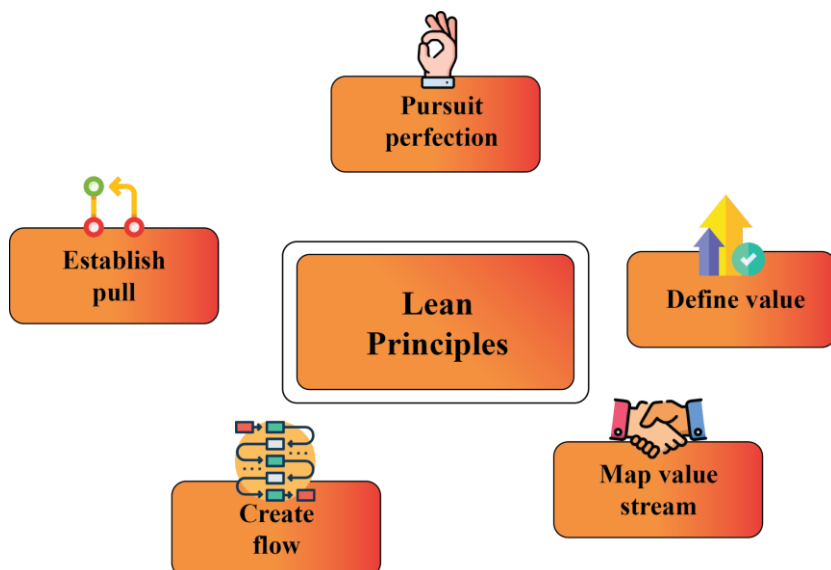 Pursuit
perfection
Establish
pull
Define value
Lean
Principles
Map value
stream
Create
flow